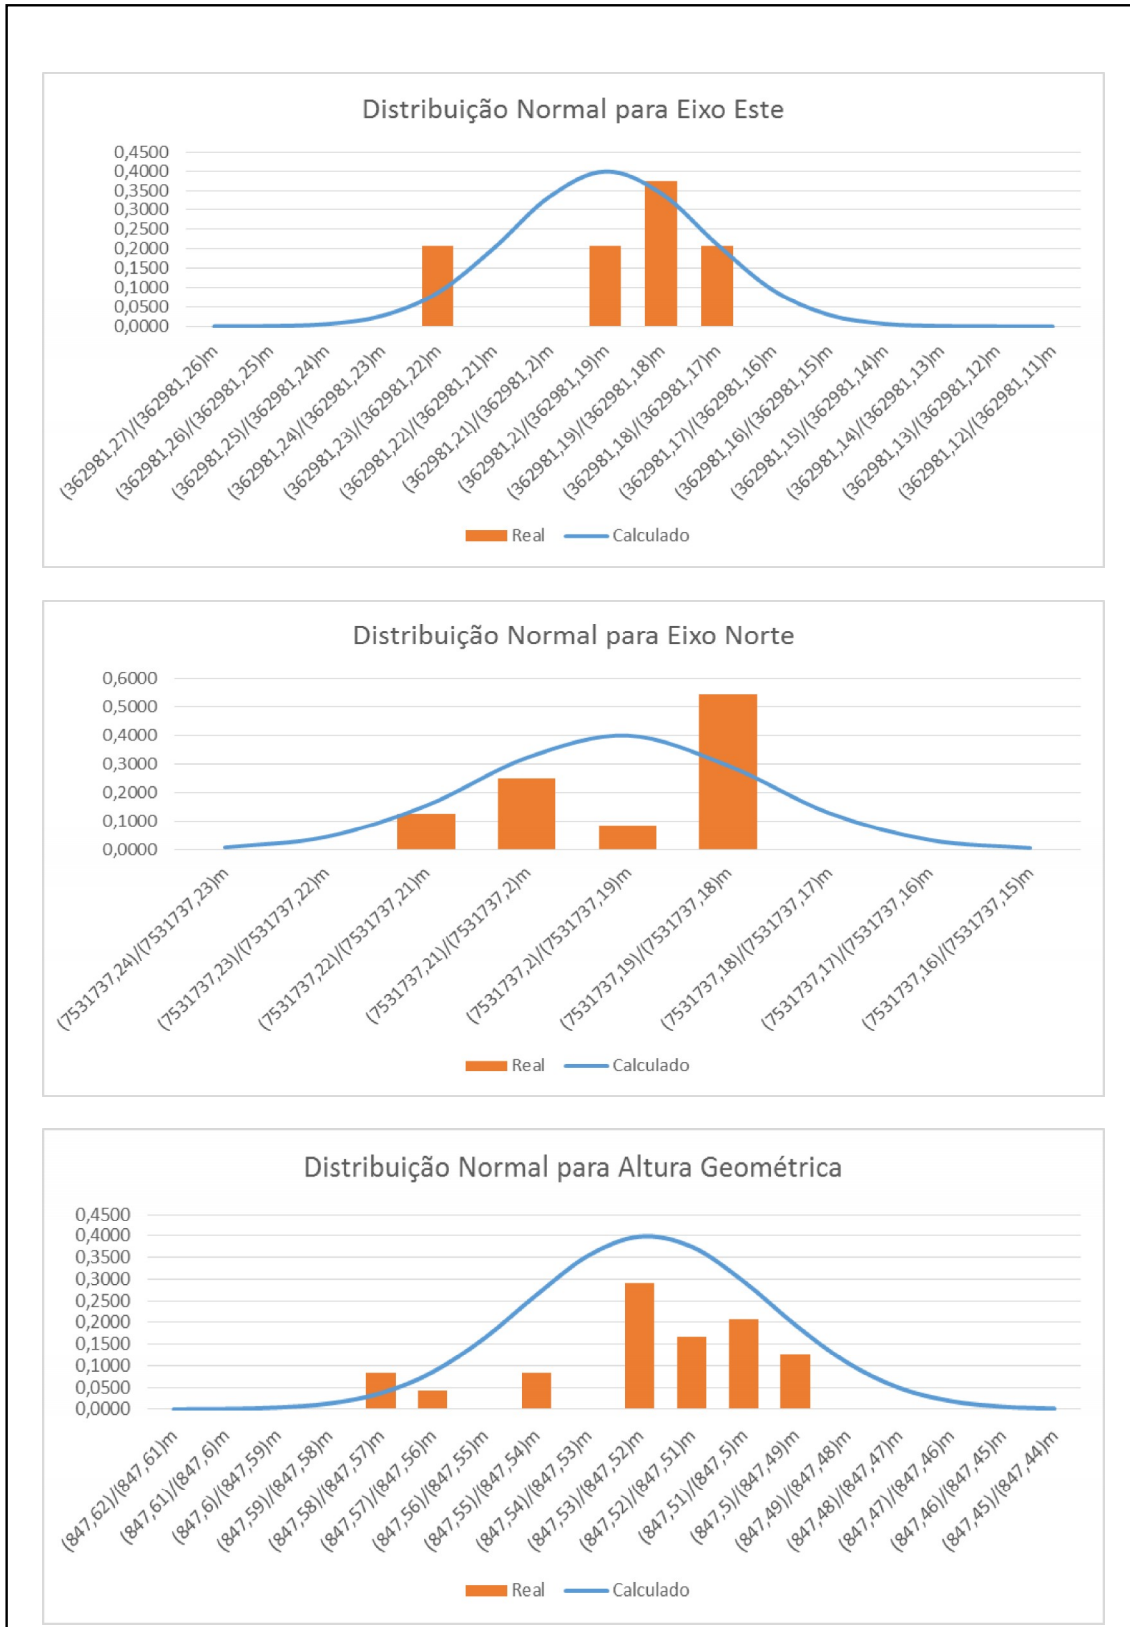 Distribuição Normal para Eixo Este
0,4500
0,4000
0,3500
0,3000
0,2500
0,2000
0,1500
0,1000
0,0500
0,0000
(362981,27)/(362981,26)m
(362981,26)/(362981,25)m
(362981,25)/(362981,24)m
(362981,24)/(362981,23)m
(362981,23)/(362981,22)m
(362981,22)/(362981,21)m
(362981,21)/(362981,2)m
(362981,2)/(362981,19)m
(362981,19)/(362981,18)m
(362981,18)/(362981,17)m
(362981,17)/(362981,16)m
(362981,16)/(362981,15)m
(362981,15)/(362981,14)m
(362981,14)/(362981,13)m
(362981,13)/(362981,12)m
(362981,12)/(362981,11)m
Real Calculado
Distribuição Normal para Eixo Norte
0,6000
0,5000
0,4000
0,3000
0,2000
0,1000
0,0000
(7531737,24)/(7531737,23)m
(7531737,23)/(7531737,22)m
(7531737,22)/(7531737,21)m
(7531737,21)/(7531737,2)m
(7531737,2)/(7531737,19)m
(7531737,19)/(7531737,18)m
(7531737,18)/(7531737,17)m
(7531737,17)/(7531737,16)m
(7531737,16)/(7531737,15)m
Real Calculado
Distribuição Normal para Altura Geométrica
0,4500
0,4000
0,3500
0,3000
0,2500
0,2000
0,1500
0,1000
0,0500
0,0000
(847,62)/(847,61)m
(847,61)/(847,6)m
(847,6)/(847,59)m
(847,59)/(847,58)m
(847,58)/(847,57)m
(847,57)/(847,56)m
(847,56)/(847,55)m
(847,55)/(847,54)m
(847,54)/(847,53)m
(847,53)/(847,52)m
(847,52)/(847,51)m
(847,51)/(847,5)m
(847,5)/(847,49)m
(847,49)/(847,48)m
(847,48)/(847,47)m
(847,47)/(847,46)m
(847,46)/(847,45)m
(847,45)/(847,44)m
Real Calculado